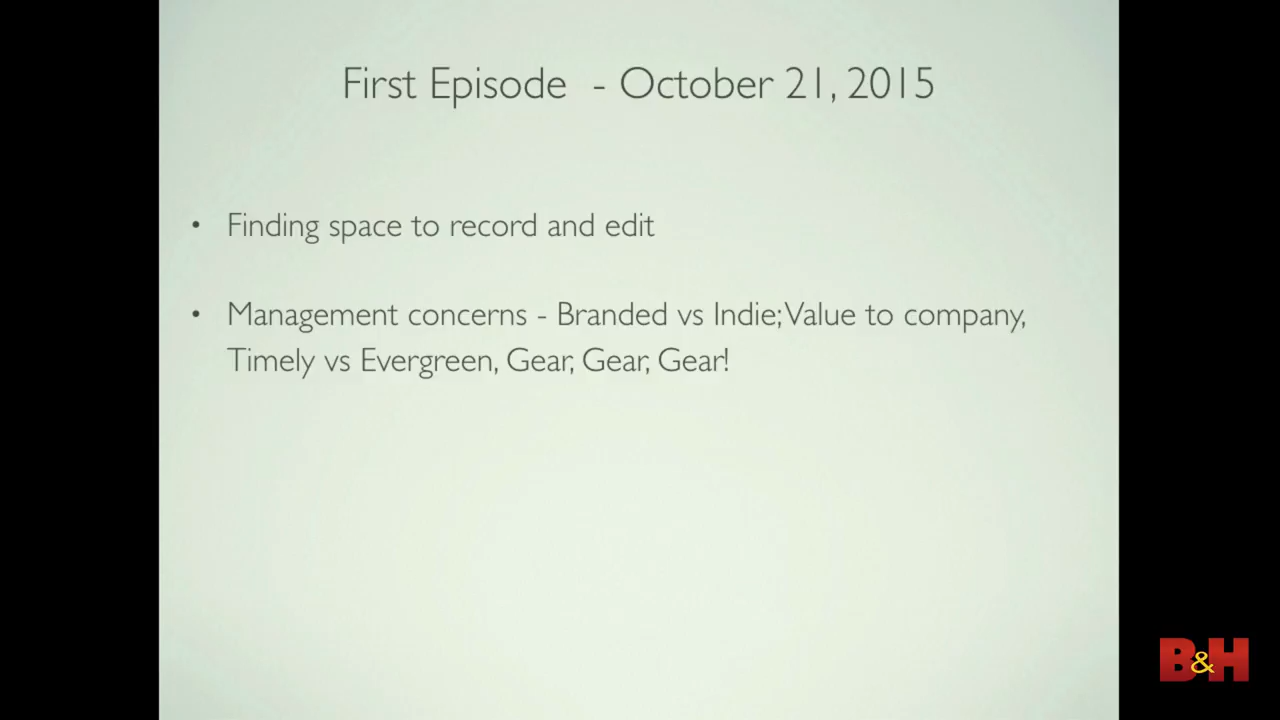 First Episode - October 21, 2015
• Finding space to record and edit
• Management concerns - Branded vs Indie; Value to company,
Timely vs Evergreen, Gear, Gear, Gear!
B&H